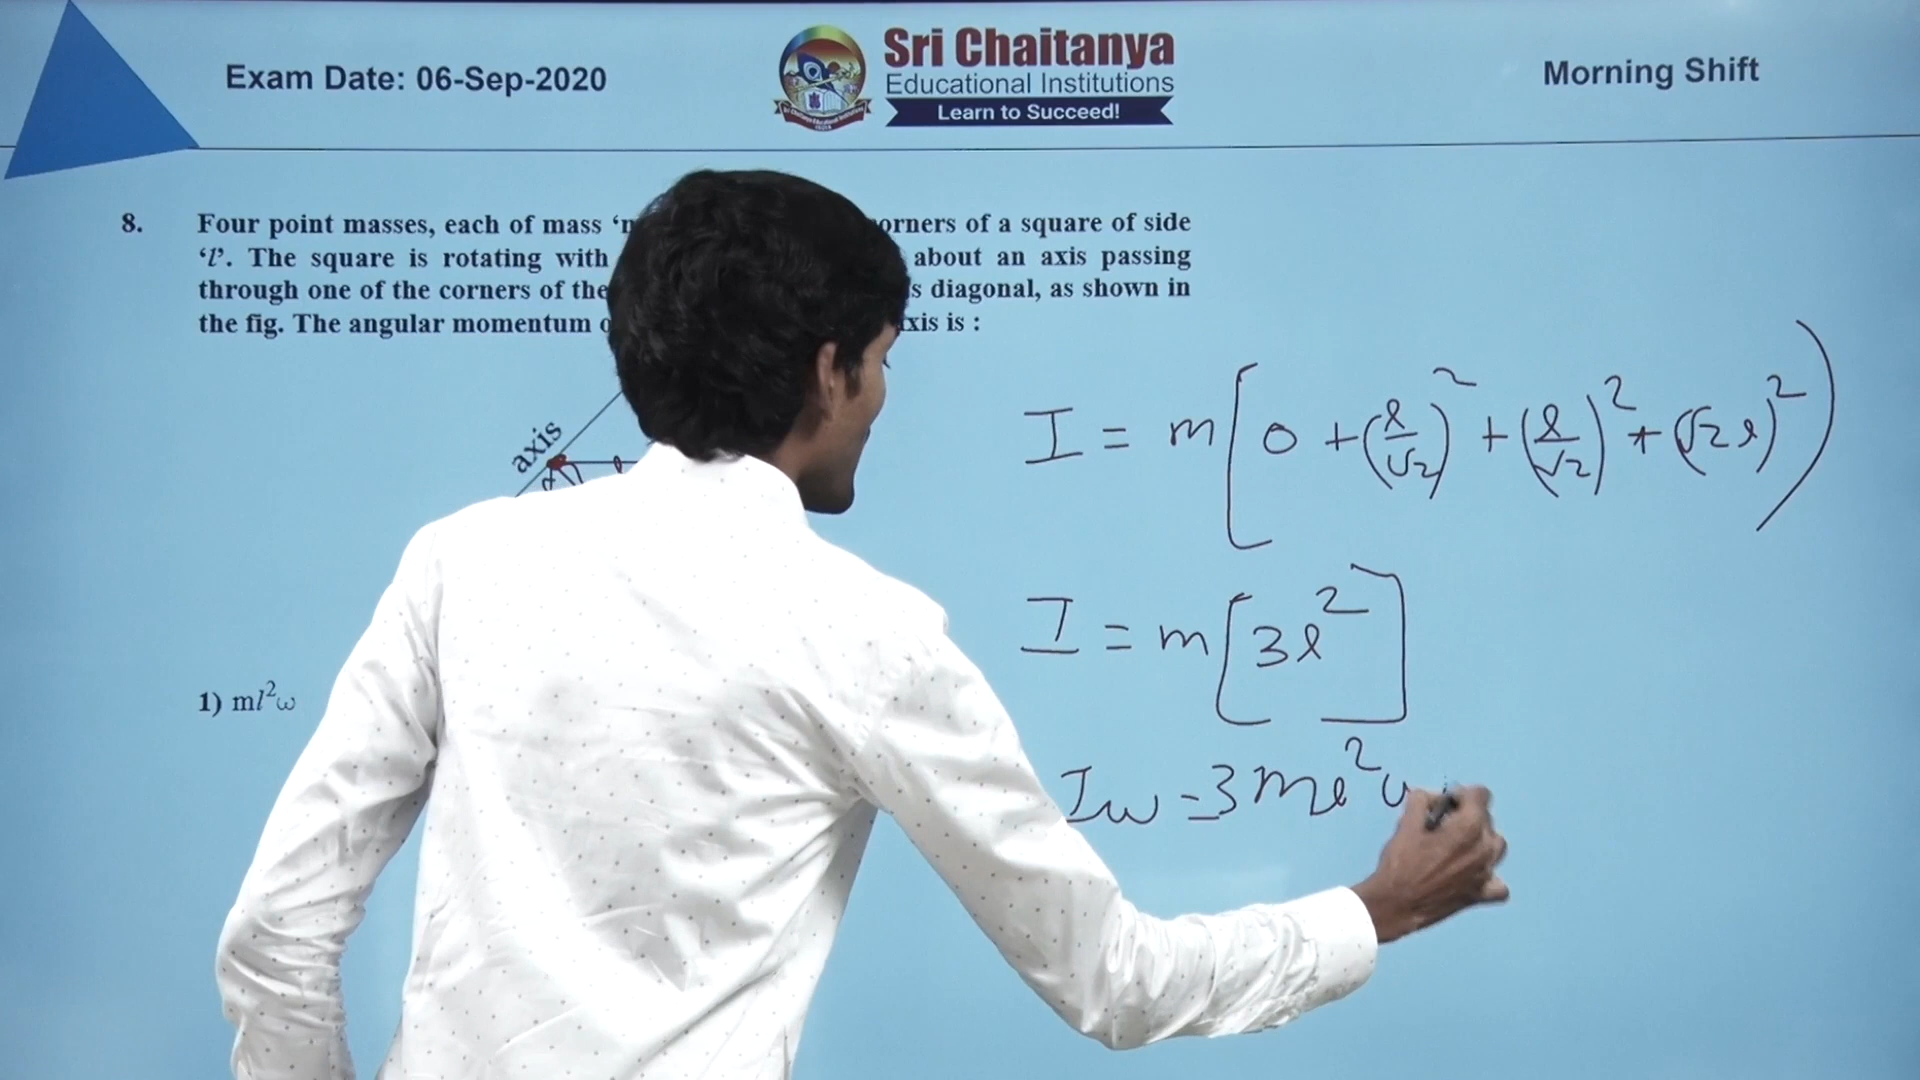 Exam Date: 06-Sep-2020
Sri Chaitanya
Educational Institutions
Learn to Succeed!
Morning Shift
8. Four point masses, each of mass ‘ corners of a square of side
‘l’. The square is rotating with about an axis passing
through one of the corners of the diagonal, as shown in
the fig. The angular momentum is :
axis
1) ml²ω
I = m[0 + (l/√2)² + (l/√2)² + (√2 l)²)
I = m[3l²]
Iω = 3ml²ω